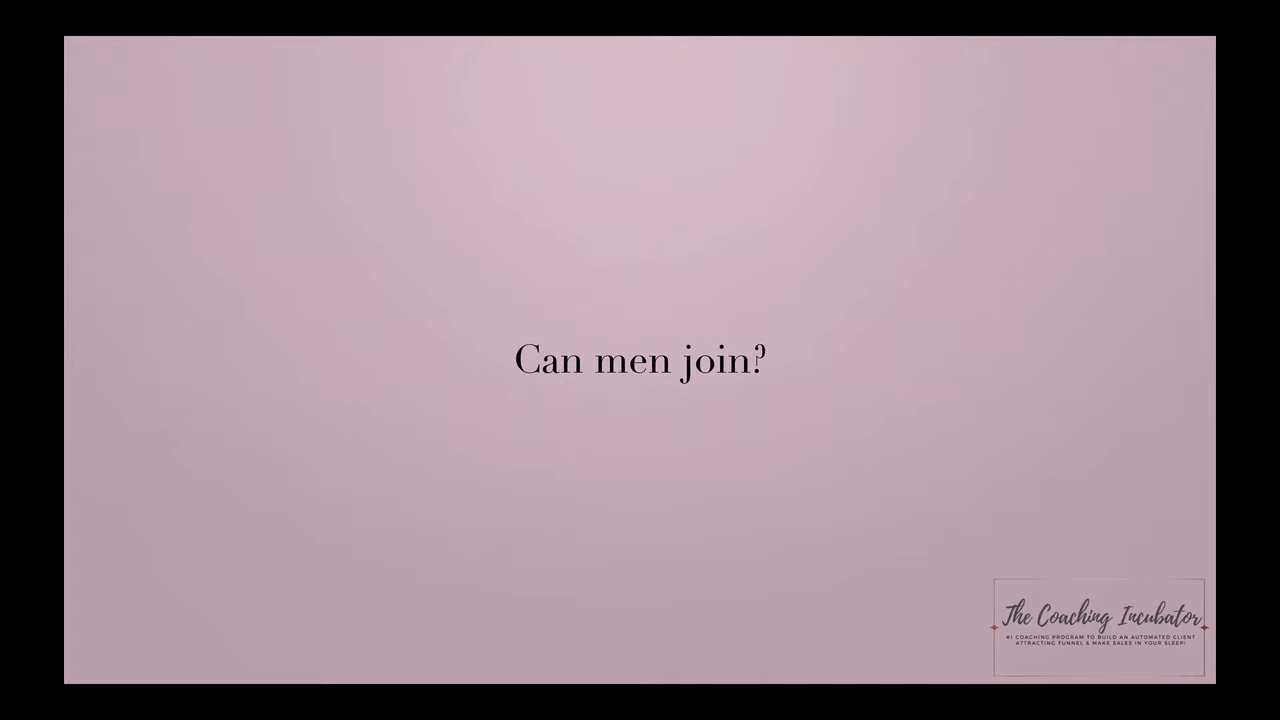 Can men join?
The Coaching Incubator
#1 COACHING PROGRAM TO BUILD AN AUTOMATED CLIENT
ATTRACTING FUNNEL & MAKE SALES IN YOUR SLEEP!